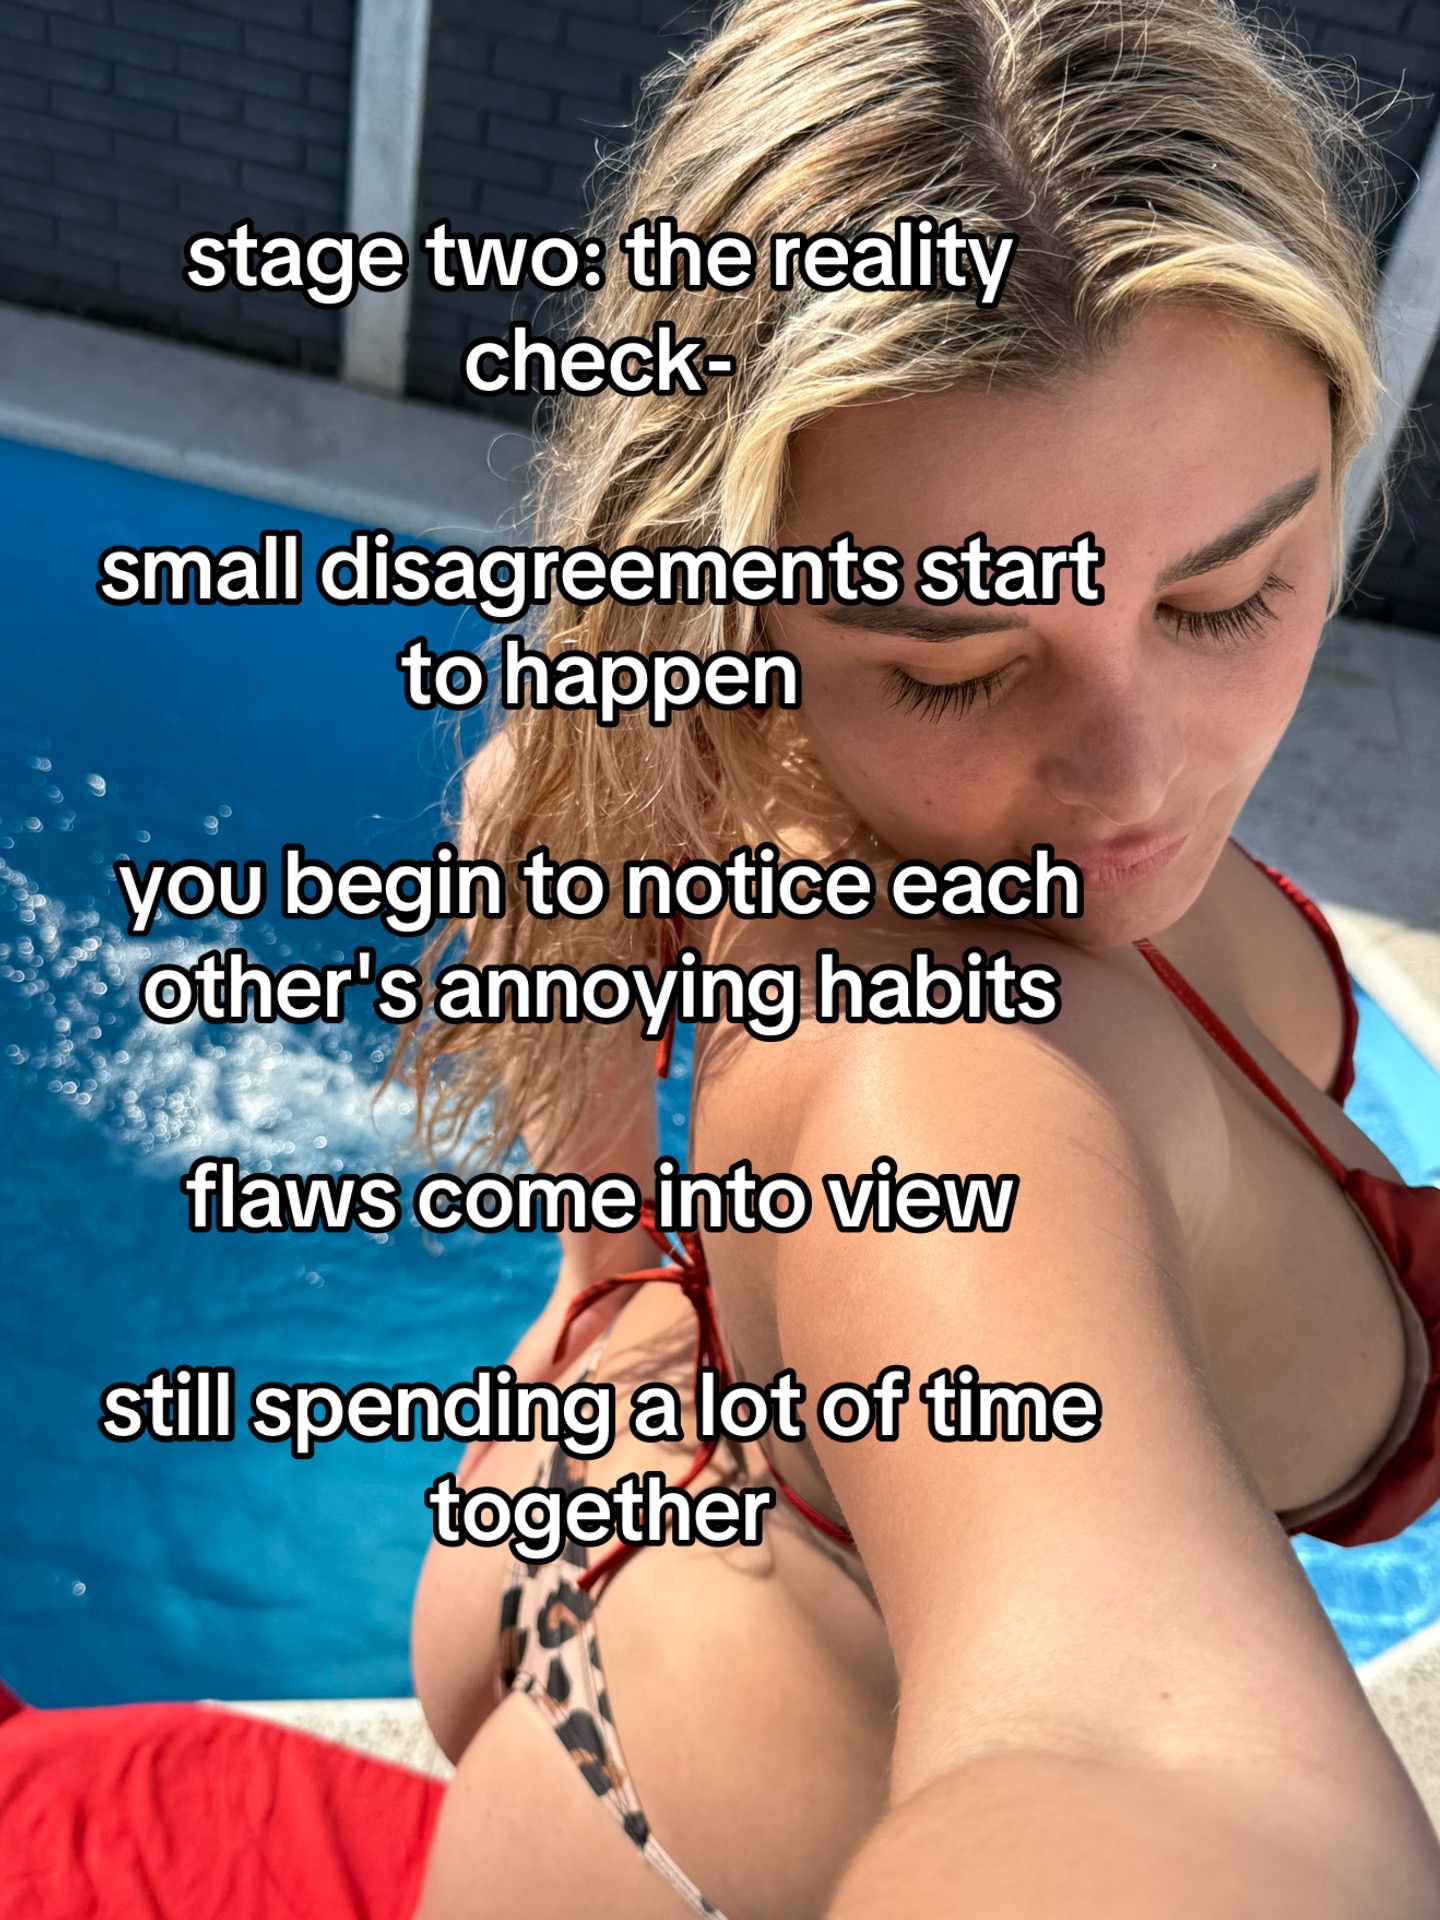 stage two: the reality
check-
small disagreements start
to happen
you begin to notice each
other's annoying habits
flaws come into view
still spending a lot of time
together